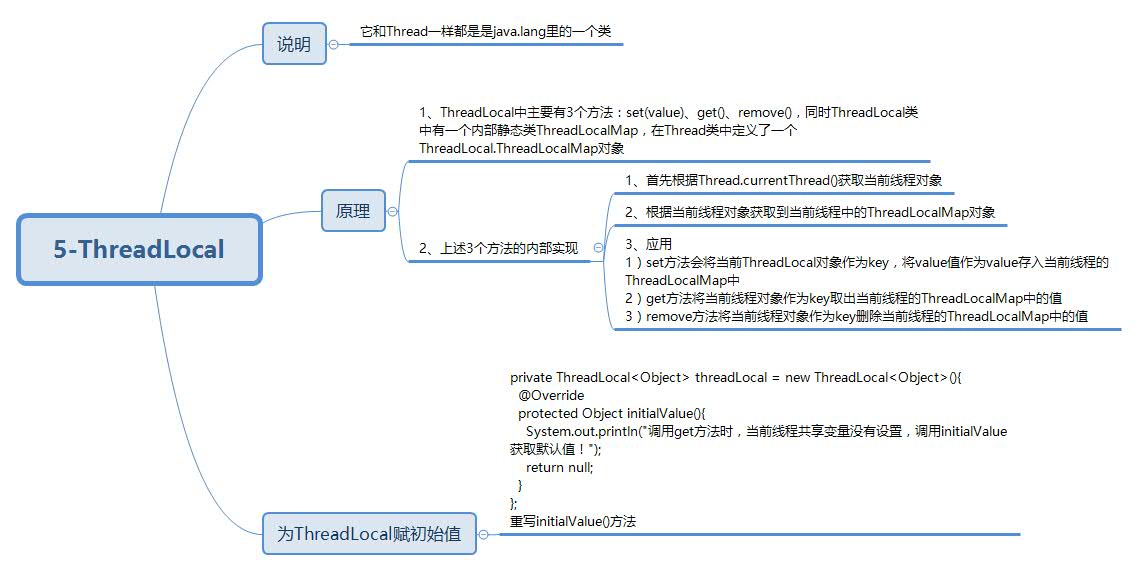 5-ThreadLocal
说明
它和Thread一样都是是java.lang里的一个类
原理
1、ThreadLocal中主要有3个方法：set(value)、get()、remove()，同时ThreadLocal类
中有一个内部静态类ThreadLocalMap，在Thread类中定义了一个
ThreadLocal.ThreadLocalMap对象
2、上述3个方法的内部实现
1、首先根据Thread.currentThread()获取当前线程对象
2、根据当前线程对象获取到当前线程中的ThreadLocalMap对象
3、应用
1）set方法会将当前ThreadLocal对象作为key，将value值作为value存入当前线程的
ThreadLocalMap中
2）get方法将当前线程对象作为key取出当前线程的ThreadLocalMap中的值
3）remove方法将当前线程对象作为key删除当前线程的ThreadLocalMap中的值
为ThreadLocal赋初始值
private ThreadLocal<Object> threadLocal = new ThreadLocal<Object>(){
@Override
protected Object initialValue(){
System.out.println("调用get方法时，当前线程共享变量没有设置，调用initialValue
获取默认值！");
return null;
}
};
重写initialValue()方法